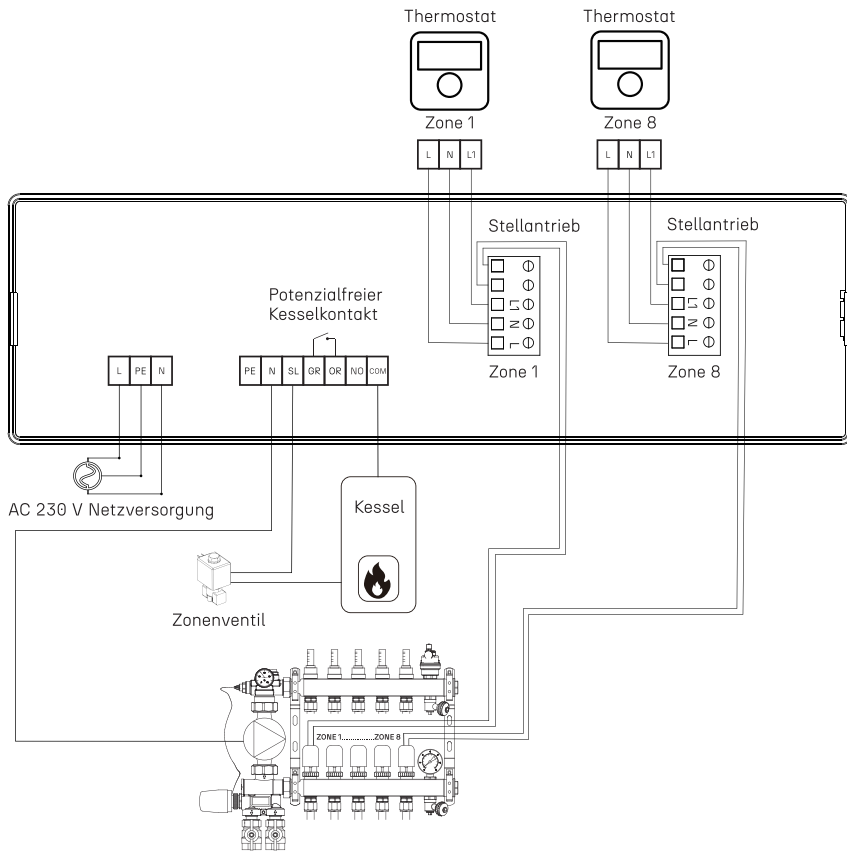 Thermostat
Thermostat
Zone 1
Zone 8
L N L1
L N L1
Stellantrieb
Stellantrieb
L1
N
L
L1
N
L
Zone 1
Zone 8
Potenzialfreier
Kesselkontakt
L PE N
PE N SL GR OR NO COM
AC 230 V Netzversorgung
Kessel
Zonenventil
ZONE 1..............ZONE 8